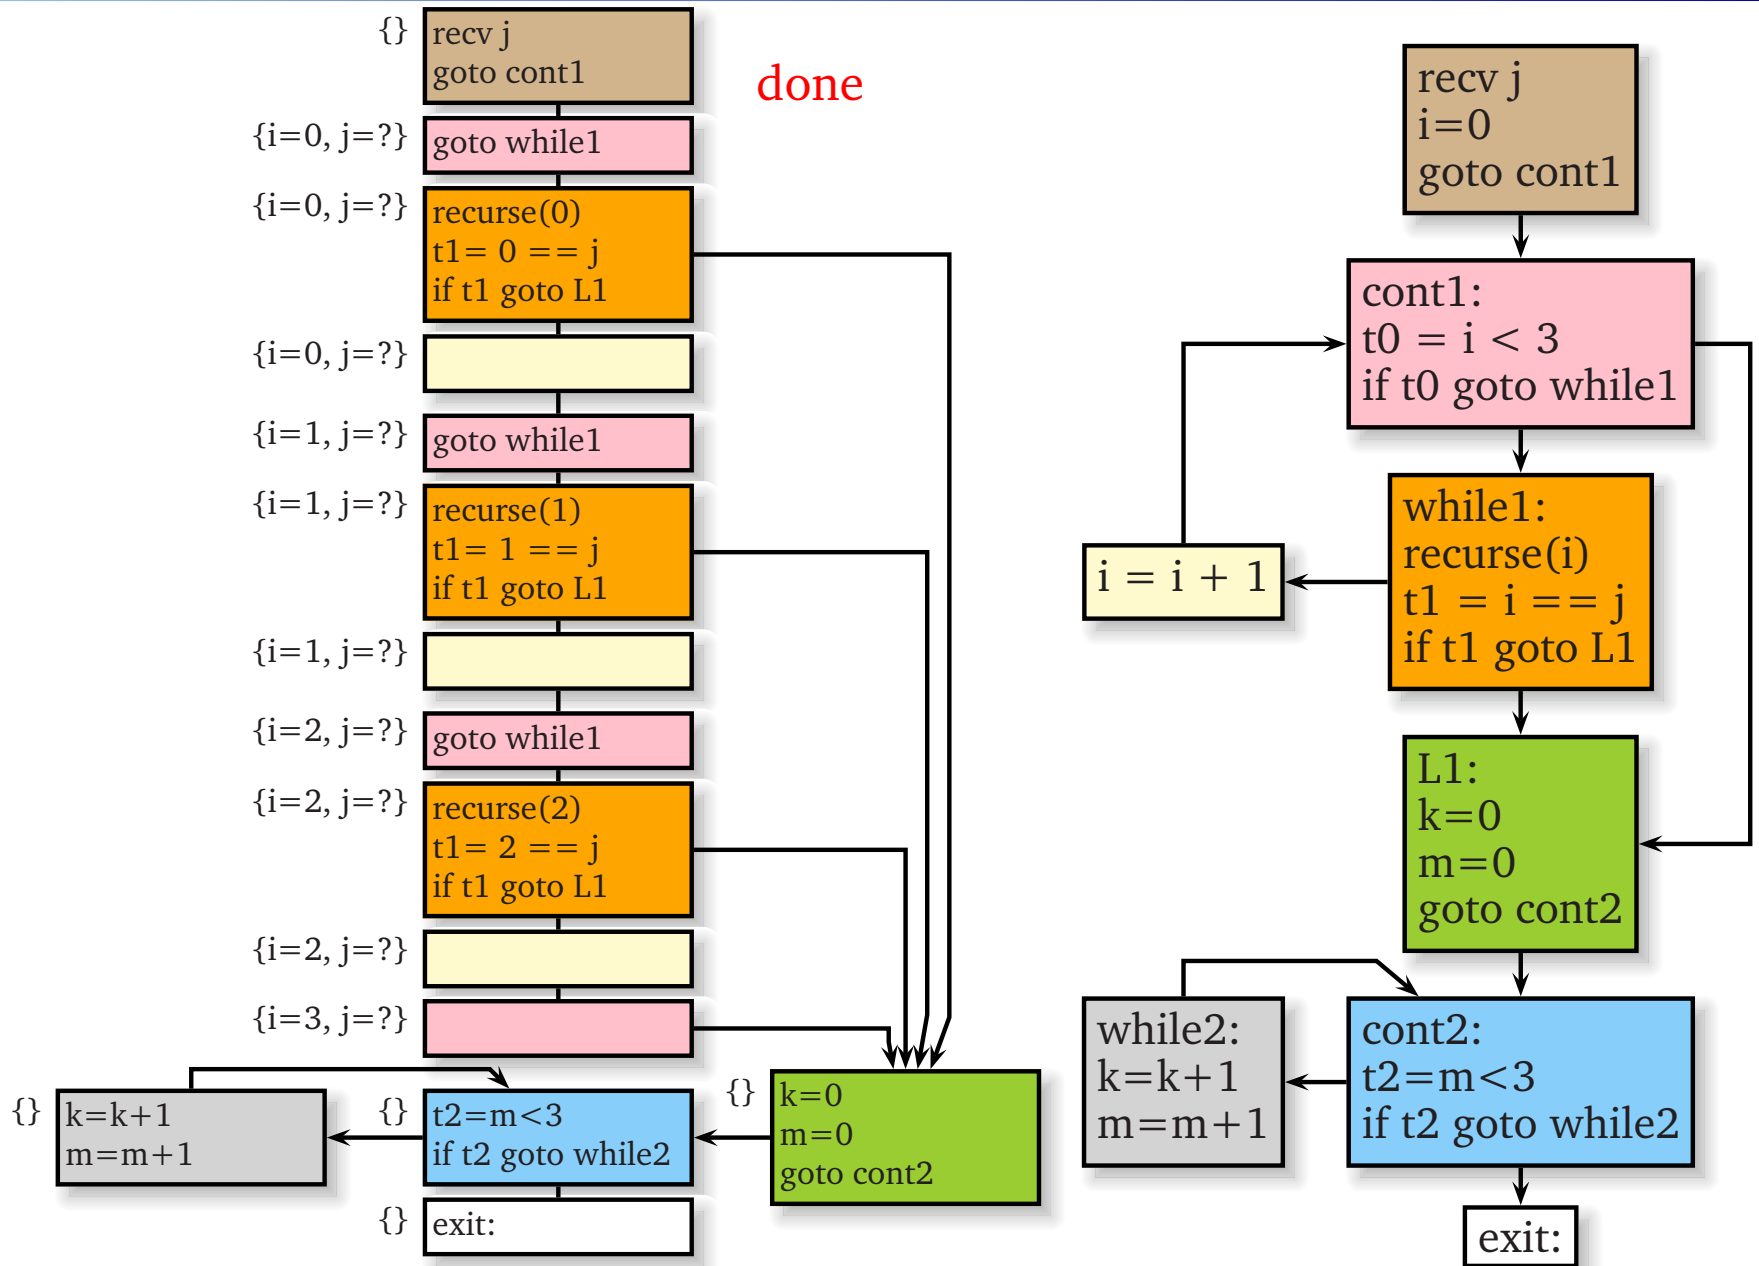 {}
recv j
goto cont1
done
{i=0, j=?}
goto while1
{i=0, j=?}
recurse(0)
t1= 0 == j
if t1 goto L1
{i=0, j=?}
{i=1, j=?}
goto while1
{i=1, j=?}
recurse(1)
t1= 1 == j
if t1 goto L1
{i=1, j=?}
{i=2, j=?}
goto while1
{i=2, j=?}
recurse(2)
t1= 2 == j
if t1 goto L1
{i=2, j=?}
{i=3, j=?}
{}
k=k+1
m=m+1
{}
t2=m<3
if t2 goto while2
{}
k=0
m=0
goto cont2
{}
exit:
recv j
i=0
goto cont1
cont1:
t0 = i < 3
if t0 goto while1
while1:
recurse(i)
t1 = i == j
if t1 goto L1
i = i + 1
L1:
k=0
m=0
goto cont2
while2:
k=k+1
m=m+1
cont2:
t2=m<3
if t2 goto while2
exit: